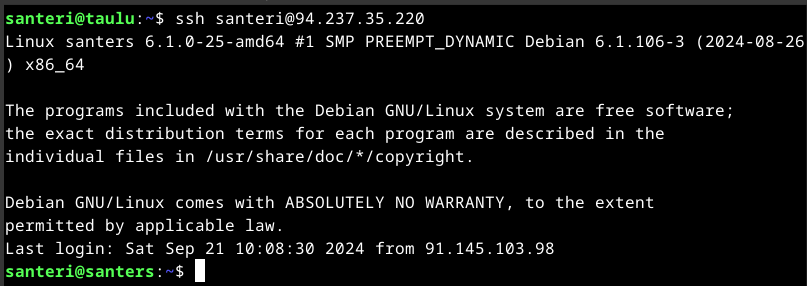 santeri@taulu:~$ ssh santeri@94.237.35.220
Linux santers 6.1.0-25-amd64 #1 SMP PREEMPT_DYNAMIC Debian 6.1.106-3 (2024-08-26
) x86_64
The programs included with the Debian GNU/Linux system are free software;
the exact distribution terms for each program are described in the
individual files in /usr/share/doc/*/copyright.
Debian GNU/Linux comes with ABSOLUTELY NO WARRANTY, to the extent
permitted by applicable law.
Last login: Sat Sep 21 10:08:30 2024 from 91.145.103.98
santeri@santers:~$